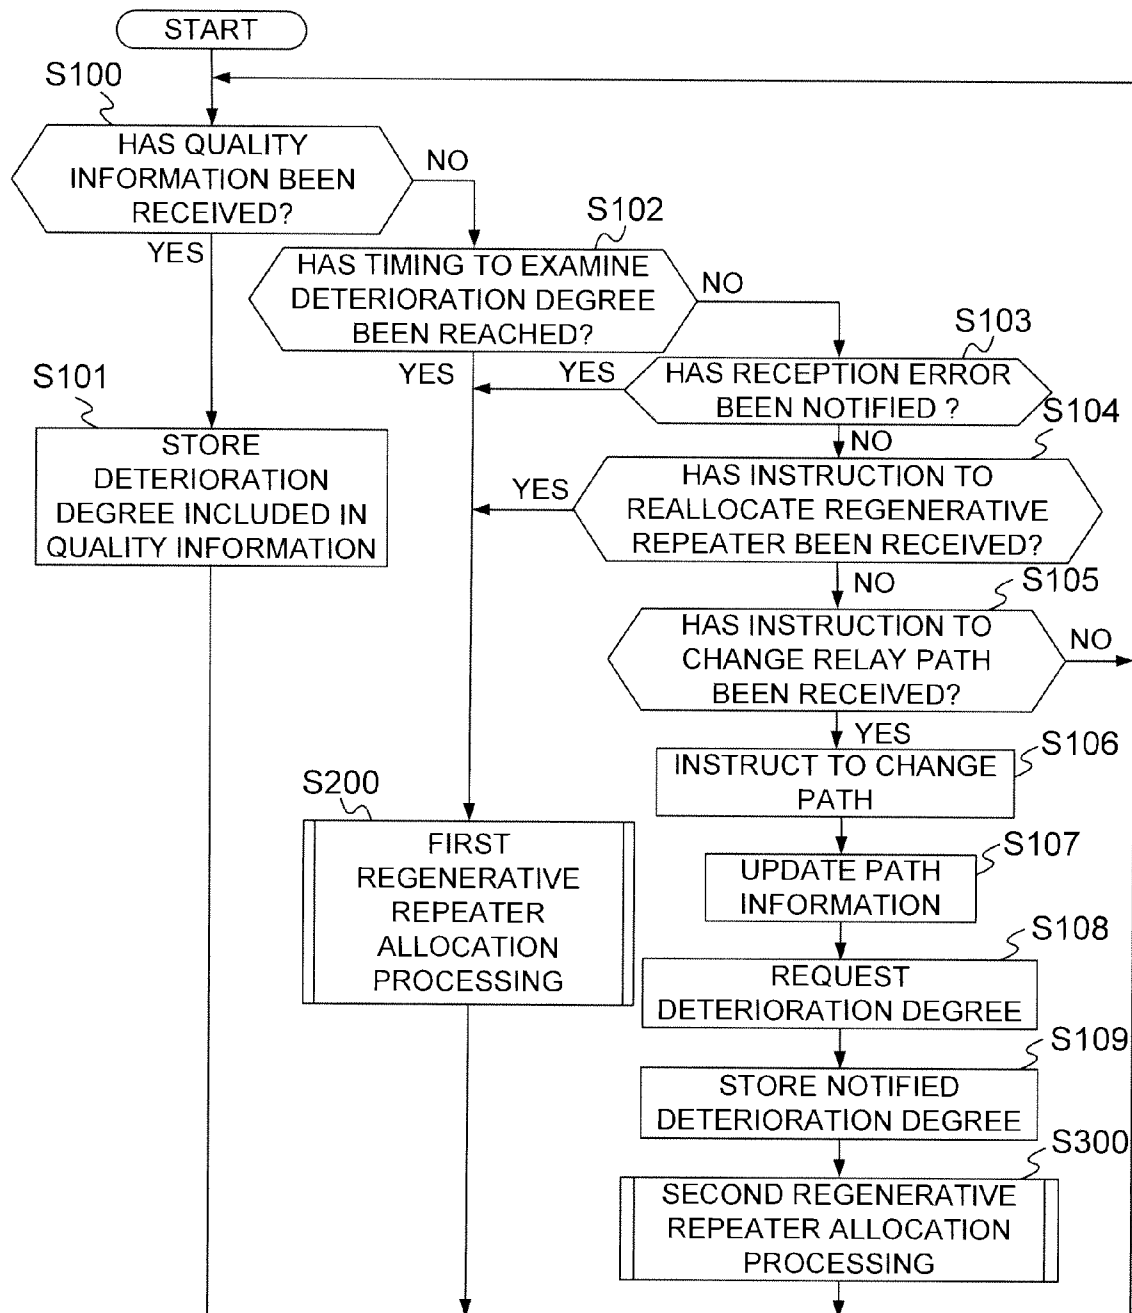 START
S100
HAS QUALITY
INFORMATION BEEN
RECEIVED?
NO
YES
S102
HAS TIMING TO EXAMINE
DETERIORATION DEGREE
BEEN REACHED?
NO
YES
S103
HAS RECEPTION ERROR
BEEN NOTIFIED ?
YES
NO
S101
STORE
DETERIORATION
DEGREE INCLUDED IN
QUALITY INFORMATION
S104
HAS INSTRUCTION TO
REALLOCATE REGENERATIVE
REPEATER BEEN RECEIVED?
YES
NO
S105
HAS INSTRUCTION TO
CHANGE RELAY PATH
BEEN RECEIVED?
NO
YES
S106
INSTRUCT TO CHANGE
PATH
S200
FIRST
REGENERATIVE
REPEATER
ALLOCATION
PROCESSING
S107
UPDATE PATH
INFORMATION
S108
REQUEST
DETERIORATION DEGREE
S109
STORE NOTIFIED
DETERIORATION DEGREE
S300
SECOND REGENERATIVE
REPEATER ALLOCATION
PROCESSING